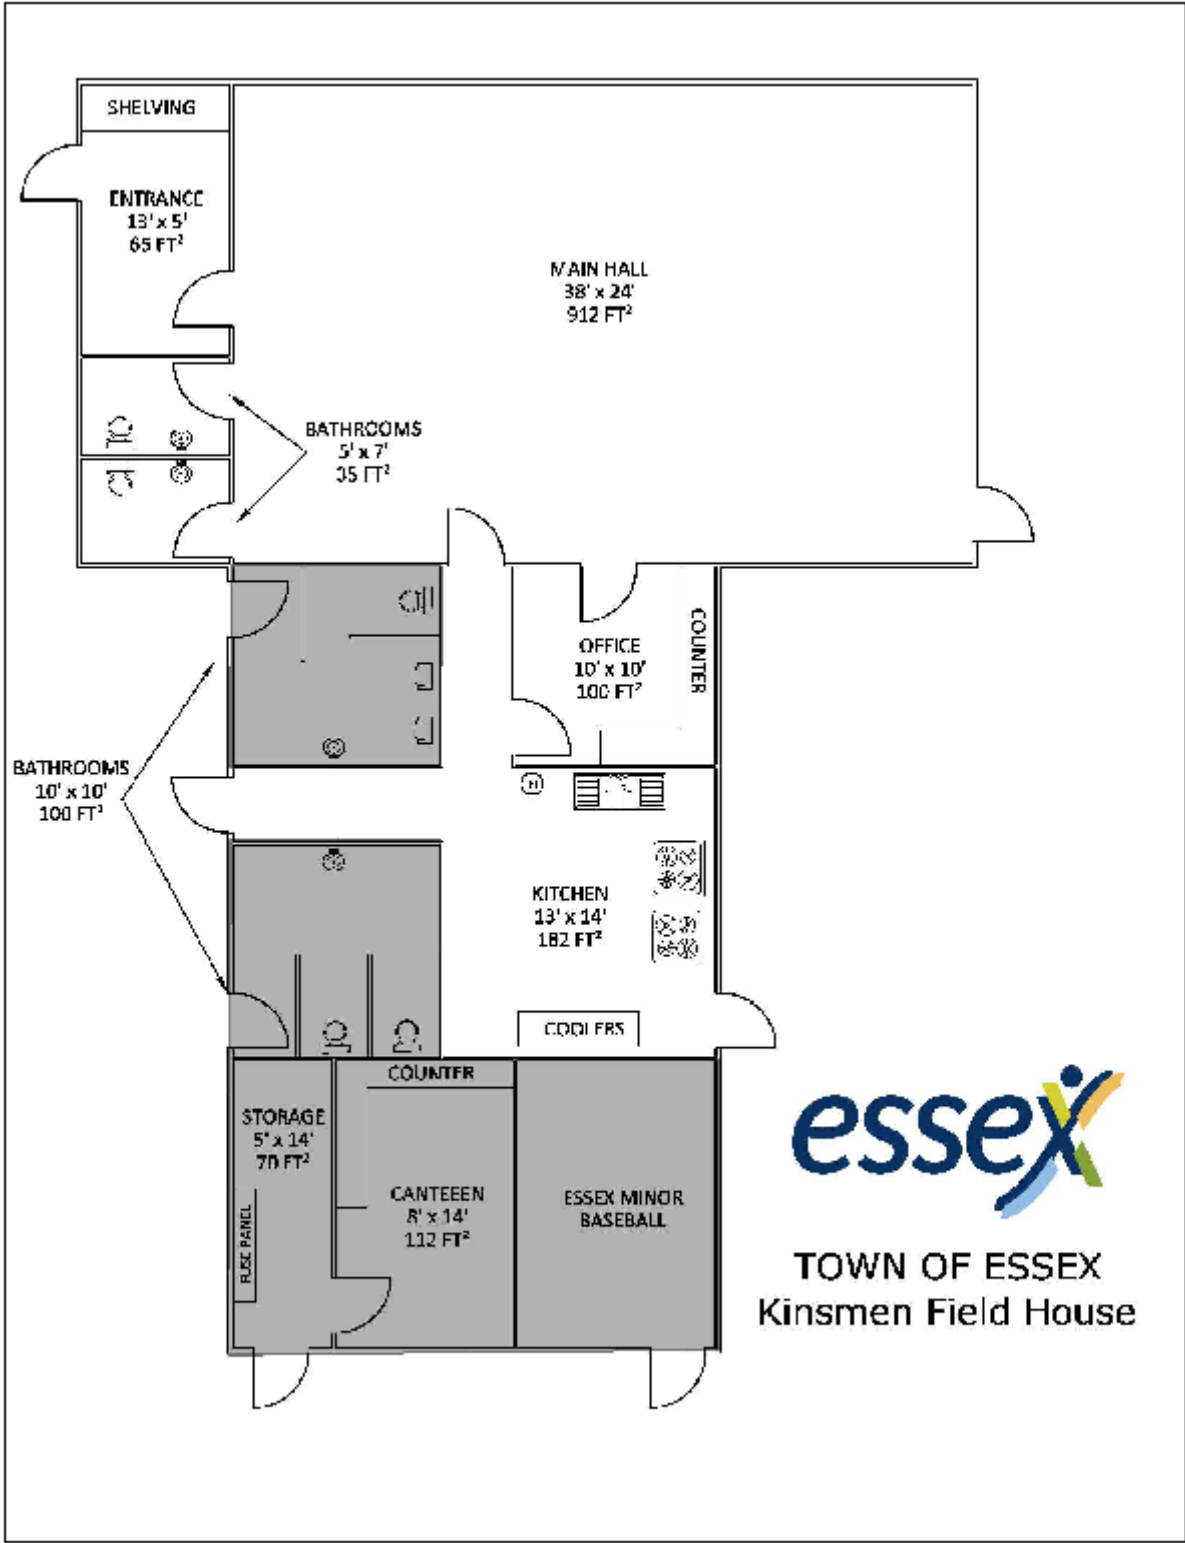 SHELVING
ENTRANCE
13' x 5'
65 FT²
MAIN HALL
38' x 24'
912 FT²
BATHROOMS
5' x 7'
35 FT²
OFFICE
10' x 10'
100 FT²
COUNTER
BATHROOMS
10' x 10'
100 FT²
H
KITCHEN
13' x 14'
182 FT²
COOLERS
COUNTER
STORAGE
5' x 14'
70 FT²
FUSE PANEL
CANTEEEN
8' x 14'
112 FT²
ESSEX MINOR
BASEBALL
essex
TOWN OF ESSEX
Kinsmen Field House